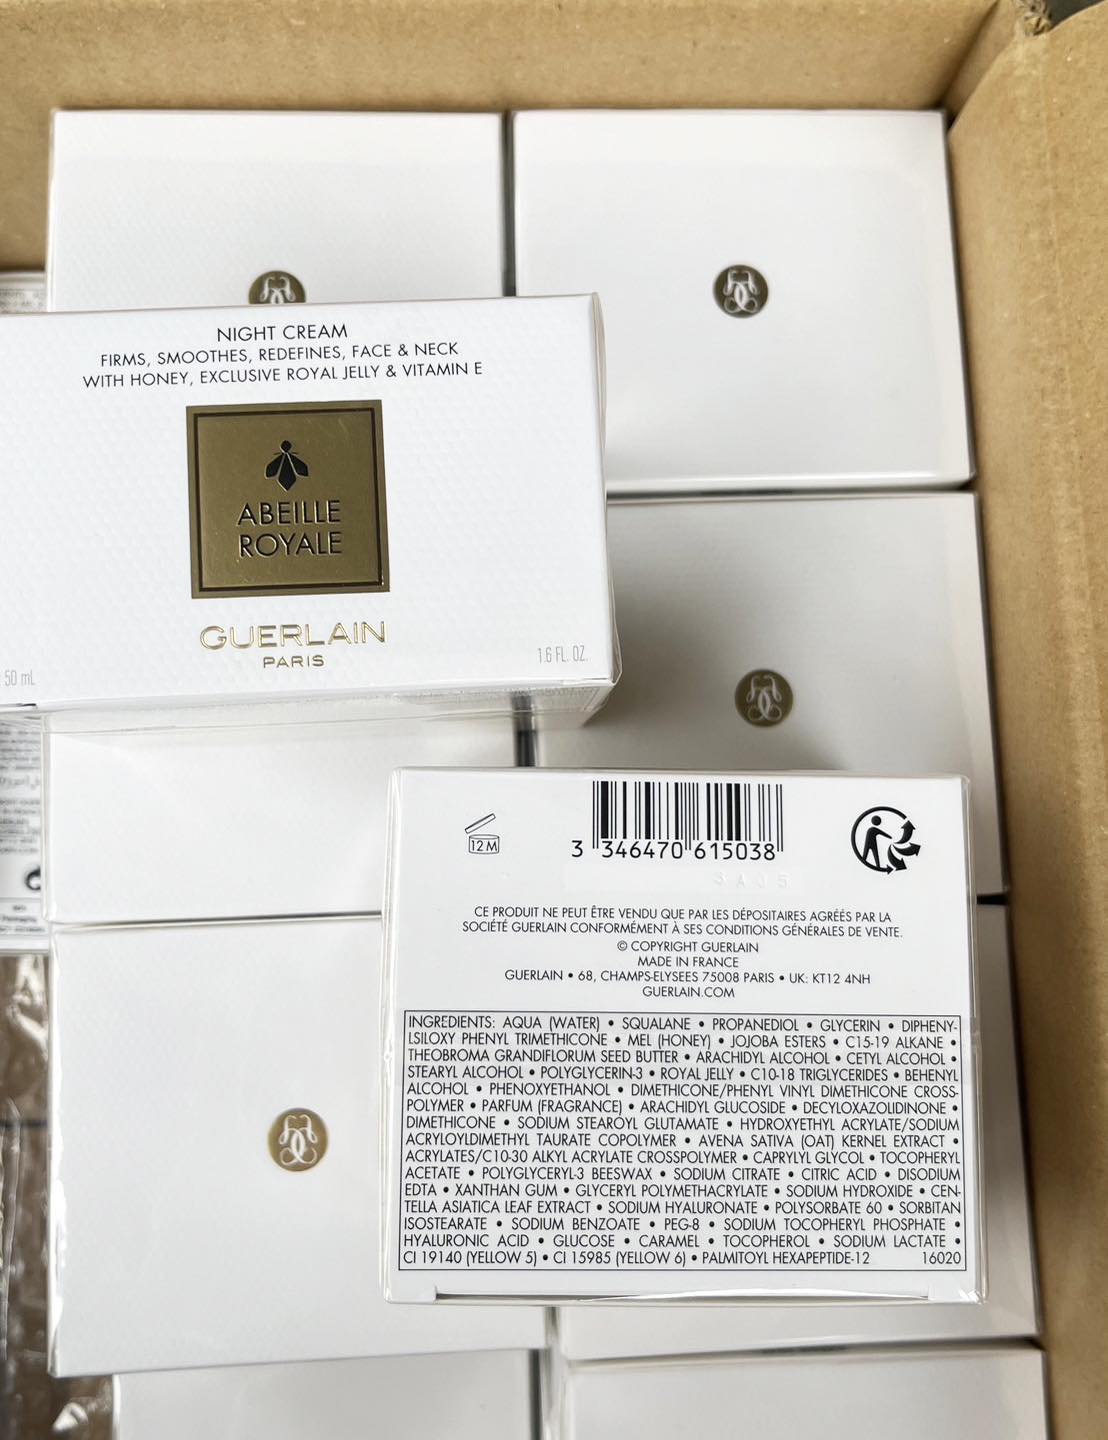 NIGHT CREAM
FIRMS, SMOOTHES, REDEFINES, FACE & NECK
WITH HONEY, EXCLUSIVE ROYAL JELLY & VITAMIN E
ABEILLE
ROYALE
GUERLAIN
PARIS
50 mL
1.6 FL. OZ.
12 M
3 346470 615038
3A05
CE PRODUIT NE PEUT ÊTRE VENDU QUE PAR LES DÉPOSITAIRES AGRÉÉS PAR LA
SOCIÉTÉ GUERLAIN CONFORMÉMENT À SES CONDITIONS GÉNÉRALES DE VENTE.
© COPYRIGHT GUERLAIN
MADE IN FRANCE
GUERLAIN • 68, CHAMPS-ELYSEES 75008 PARIS • UK: KT12 4NH
GUERLAIN.COM
INGREDIENTS: AQUA (WATER) • SQUALANE • PROPANEDIOL • GLYCERIN • DIPHENY-
LSILOXY PHENYL TRIMETHICONE • MEL (HONEY) • JOJOBA ESTERS • C15-19 ALKANE •
THEOBROMA GRANDIFLORUM SEED BUTTER • ARACHIDYL ALCOHOL • CETYL ALCOHOL •
STEARYL ALCOHOL • POLYGLYCERIN-3 • ROYAL JELLY • C10-18 TRIGLYCERIDES • BEHENYL
ALCOHOL • PHENOXYETHANOL • DIMETHICONE/PHENYL VINYL DIMETHICONE CROSS-
POLYMER • PARFUM (FRAGRANCE) • ARACHIDYL GLUCOSIDE • DECYLOXAZOLIDINONE •
DIMETHICONE • SODIUM STEAROYL GLUTAMATE • HYDROXYETHYL ACRYLATE/SODIUM
ACRYLOYLDIMETHYL TAURATE COPOLYMER • AVENA SATIVA (OAT) KERNEL EXTRACT •
ACRYLATES/C10-30 ALKYL ACRYLATE CROSSPOLYMER • CAPRYLYL GLYCOL • TOCOPHERYL
ACETATE • POLYGLYCERYL-3 BEESWAX • SODIUM CITRATE • CITRIC ACID • DISODIUM
EDTA • XANTHAN GUM • GLYCERYL POLYMETHACRYLATE • SODIUM HYDROXIDE • CEN-
TELLA ASIATICA LEAF EXTRACT • SODIUM HYALURONATE • POLYSORBATE 60 • SORBITAN
ISOSTEARATE • SODIUM BENZOATE • PEG-8 • SODIUM TOCOPHERYL PHOSPHATE •
HYALURONIC ACID • GLUCOSE • CARAMEL • TOCOPHEROL • SODIUM LACTATE •
CI 19140 (YELLOW 5) • CI 15985 (YELLOW 6) • PALMITOYL HEXAPEPTIDE-12 16020